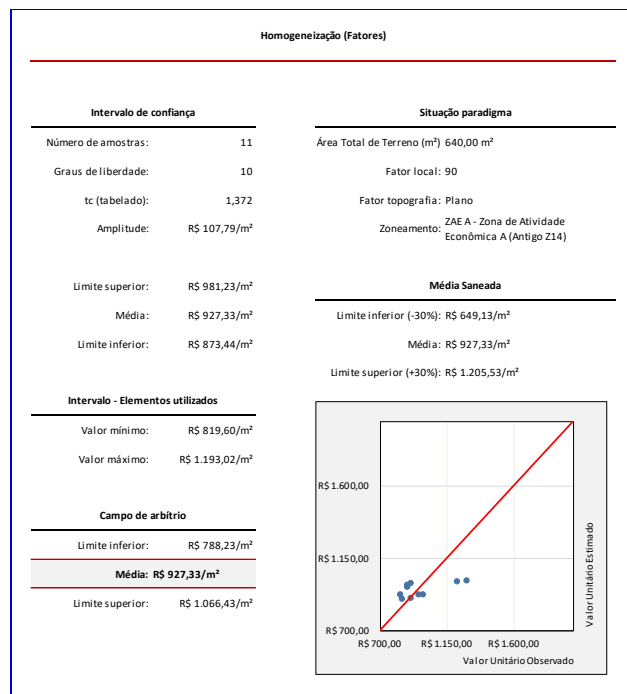 Homogeneização (Fatores)
Intervalo de confiança
Número de amostras: 11
Graus de liberdade: 10
tc (tabelado): 1,372
Amplitude: R$ 107,79/m²
Limite superior: R$ 981,23/m²
Média: R$ 927,33/m²
Limite inferior: R$ 873,44/m²
Intervalo - Elementos utilizados
Valor mínimo: R$ 819,60/m²
Valor máximo: R$ 1.193,02/m²
Campo de arbítrio
Limite inferior: R$ 788,23/m²
Média: R$ 927,33/m²
Limite superior: R$ 1.066,43/m²
Situação paradigma
Área Total de Terreno (m²) 640,00 m²
Fator local: 90
Fator topografia: Plano
Zoneamento: ZAE A - Zona de Atividade
Econômica A (Antigo Z14)
Média Saneada
Limite inferior (-30%): R$ 649,13/m²
Média: R$ 927,33/m²
Limite superior (+30%): R$ 1.205,53/m²
R$ 1.600,00
R$ 1.150,00
R$ 700,00
R$ 700,00 R$ 1.150,00 R$ 1.600,00
Valor Unitário Observado
Valor Unitário Estimado